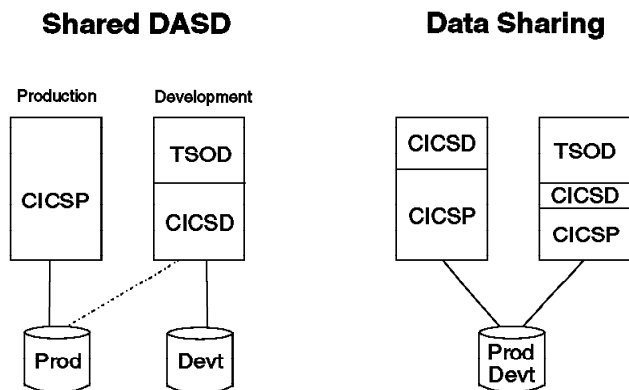 Shared DASD
Data Sharing
Production
Development
CICSP
TSOD
CICSD
CICSD
CICSP
TSOD
CICSD
CICSP
Prod
Devt
Prod
Devt